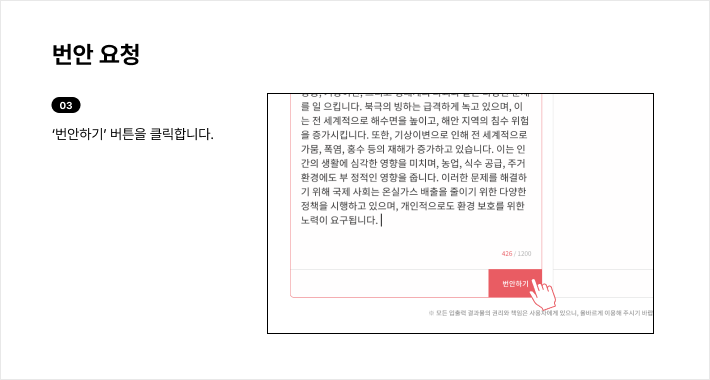 번안 요청
03
‘번안하기’ 버튼을 클릭합니다.
를 일 으킵니다. 북극의 빙하는 급격하게 녹고 있으며, 이
는 전 세계적으로 해수면을 높이고, 해안 지역의 침수 위험
을 증가시킵니다. 또한, 기상이변으로 인해 전 세계적으로
가뭄, 폭염, 홍수 등의 재해가 증가하고 있습니다. 이는 인
간의 생활에 심각한 영향을 미치며, 농업, 식수 공급, 주거
환경에도 부 정적인 영향을 줍니다. 이러한 문제를 해결하
기 위해 국제 사회는 온실가스 배출을 줄이기 위한 다양한
정책을 시행하고 있으며, 개인적으로도 환경 보호를 위한
노력이 요구됩니다.
426 / 1200
번안하기
※ 모든 입출력 결과물의 권리와 책임은 사용자에게 있으니, 올바르게 이용해 주시기 바랍